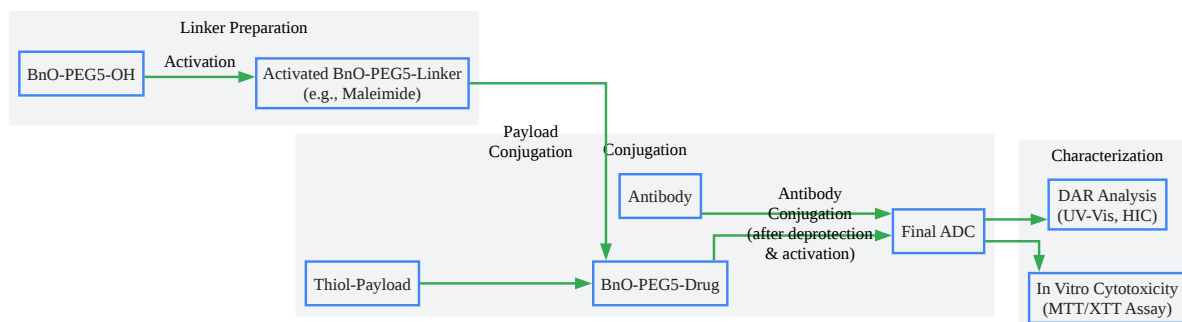 Linker Preparation
BnO-PEG5-OH
Activation
Activated BnO-PEG5-Linker
(e.g., Maleimide)
Payload
Conjugation
Conjugation
Antibody
Antibody
Conjugation
(after deprotection
& activation)
Thiol-Payload
BnO-PEG5-Drug
Final ADC
Characterization
DAR Analysis
(UV-Vis, HIC)
In Vitro Cytotoxicity
(MTT/XTT Assay)